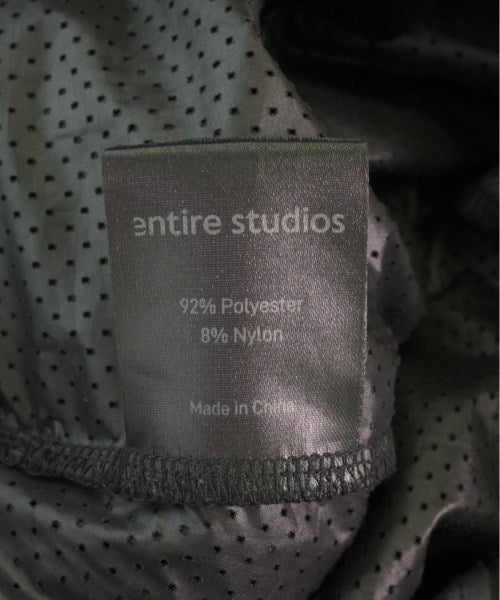 entire studios
92% Polyester
8% Nylon
Made in China